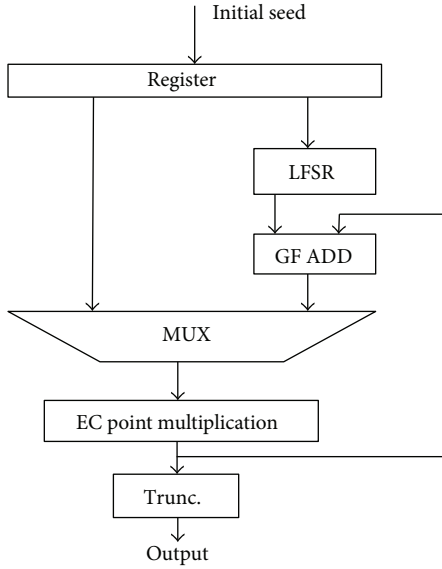 Initial seed
Register
LFSR
GF ADD
MUX
EC point multiplication
Trunc.
Output